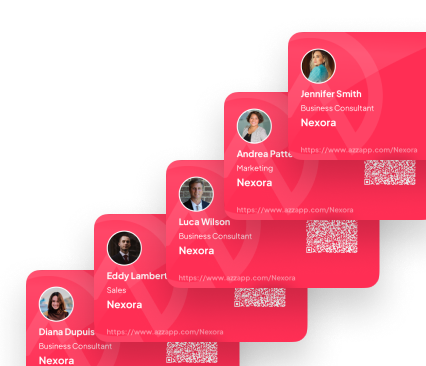 Jennifer Smith
Business Consultant
Nexora
https://www.azzapp.com/Nexora
Andrea Patte
Marketing
Nexora
https://www.azzapp.com/Nexora
Luca Wilson
Business Consultant
Nexora
https://www.azzapp.com/Nexora
Eddy Lambert
Sales
Nexora
https://www.azzapp.com/Nexora
Diana Dupuis
Business Consultant
Nexora